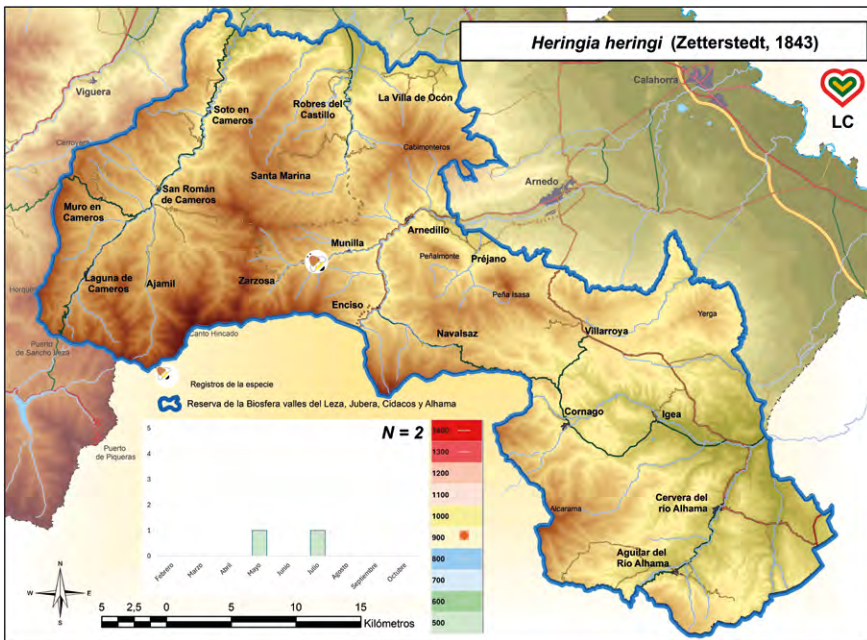 Heringia heringi (Zetterstedt, 1843)
LC
Viguera
Calahorra
Soto en
Cameros
Robres del
Castillo
La Villa de Ocón
Cabimonteros
Santa Marina
Arnedo
San Román
de Cameros
Muro en
Cameros
Arnedillo
Munilla
Peñalmonte
Préjano
Laguna de
Cameros
Ajamil
Zarzosa
Enciso
Peña Isasa
Yerga
Navalsaz
Villarroya
Canto Hincado
Puerto
de Sancho Leza
Registros de la especie
Reserva de la Biosfera valles del Leza, Jubera, Cidacos y Alhama
Cornago
Igea
Puerto
de Piqueras
Alcarama
Cervera del
río Alhama
Aguilar del
Río Alhama
N = 2
5
4
3
2
1
0
Febrero
Marzo
Abril
Mayo
Junio
Julio
Agosto
Septiembre
Octubre
1400
1300
1200
1100
1000
900
800
700
600
500
N
W
E
S
5 2,5 0 5 10 15
Kilómetros